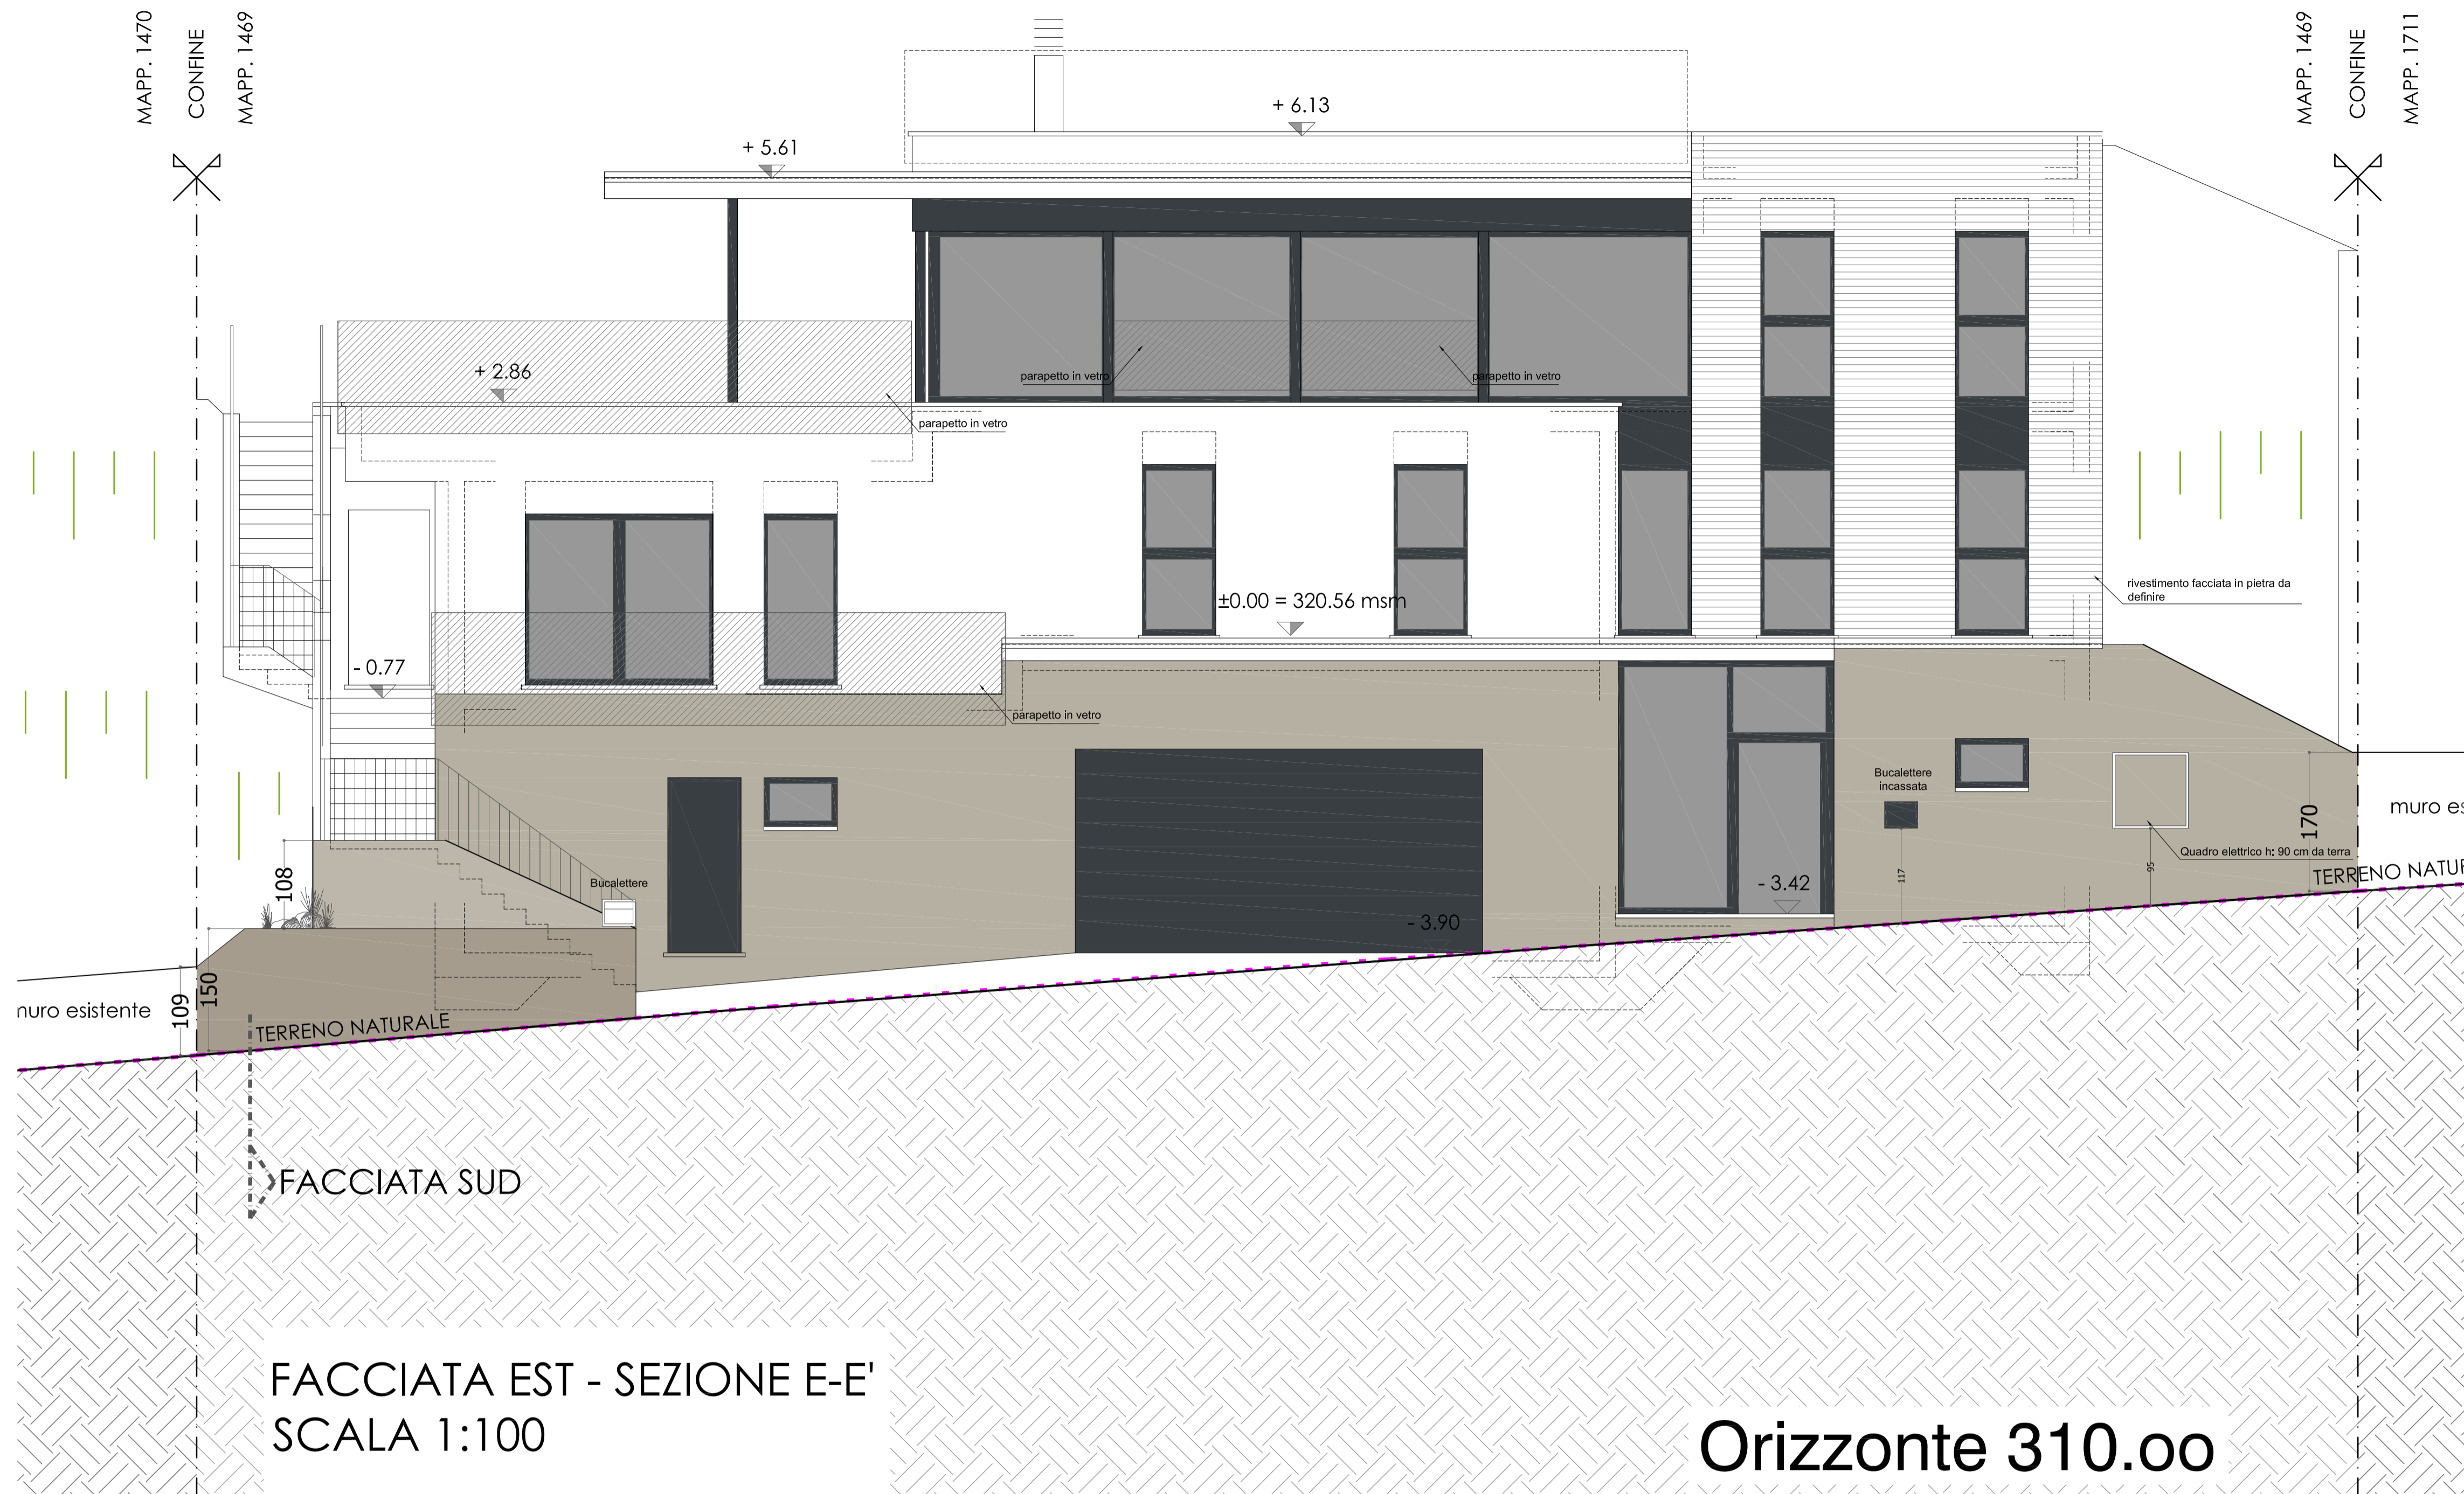 MAPP. 1470
CONFINE
MAPP. 1469
MAPP. 1469
CONFINE
MAPP. 1711
+ 6.13
+ 5.61
+ 2.86
parapetto in vetro
parapetto in vetro
parapetto in vetro
±0.00 = 320.56 msm
rivestimento facciata in pietra da
definire
- 0.77
parapetto in vetro
Bucalettere
incassata
170
muro es
Quadro elettrico h: 90 cm da terra
TERRENO NATUR
108
Bucalettere
117
95
- 3.42
- 3.90
muro esistente
109
150
TERRENO NATURALE
FACCIATA SUD
FACCIATA EST - SEZIONE E-E'
SCALA 1:100
Orizzonte 310.oo